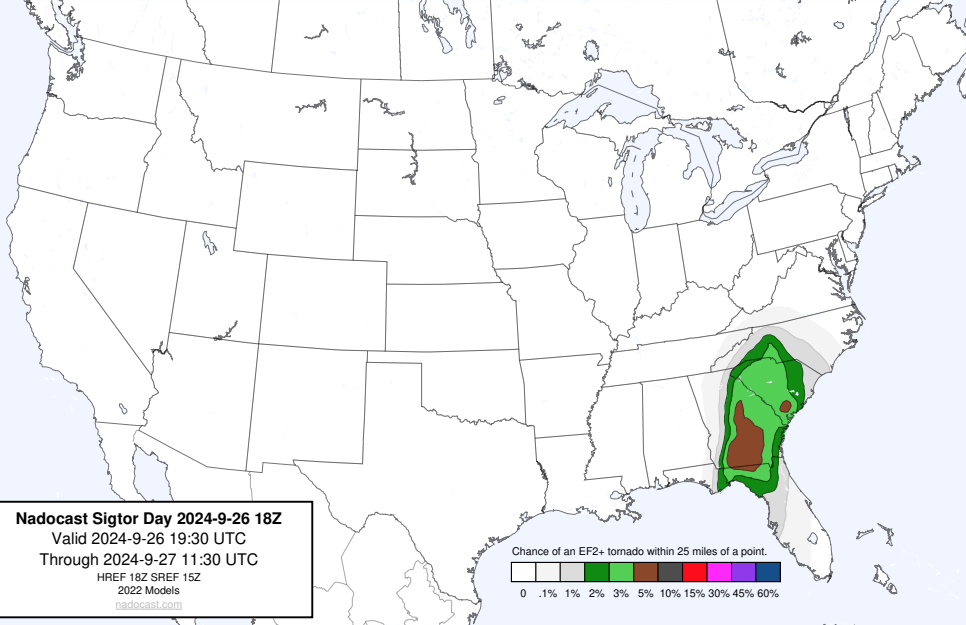 Nadocast Sigtor Day 2024-9-26 18Z
Valid 2024-9-26 19:30 UTC
Through 2024-9-27 11:30 UTC
HREF 18Z SREF 15Z
2022 Models
nadocast.com
Chance of an EF2+ tornado within 25 miles of a point.
0 .1% 1% 2% 3% 5% 10% 15% 30% 45% 60%